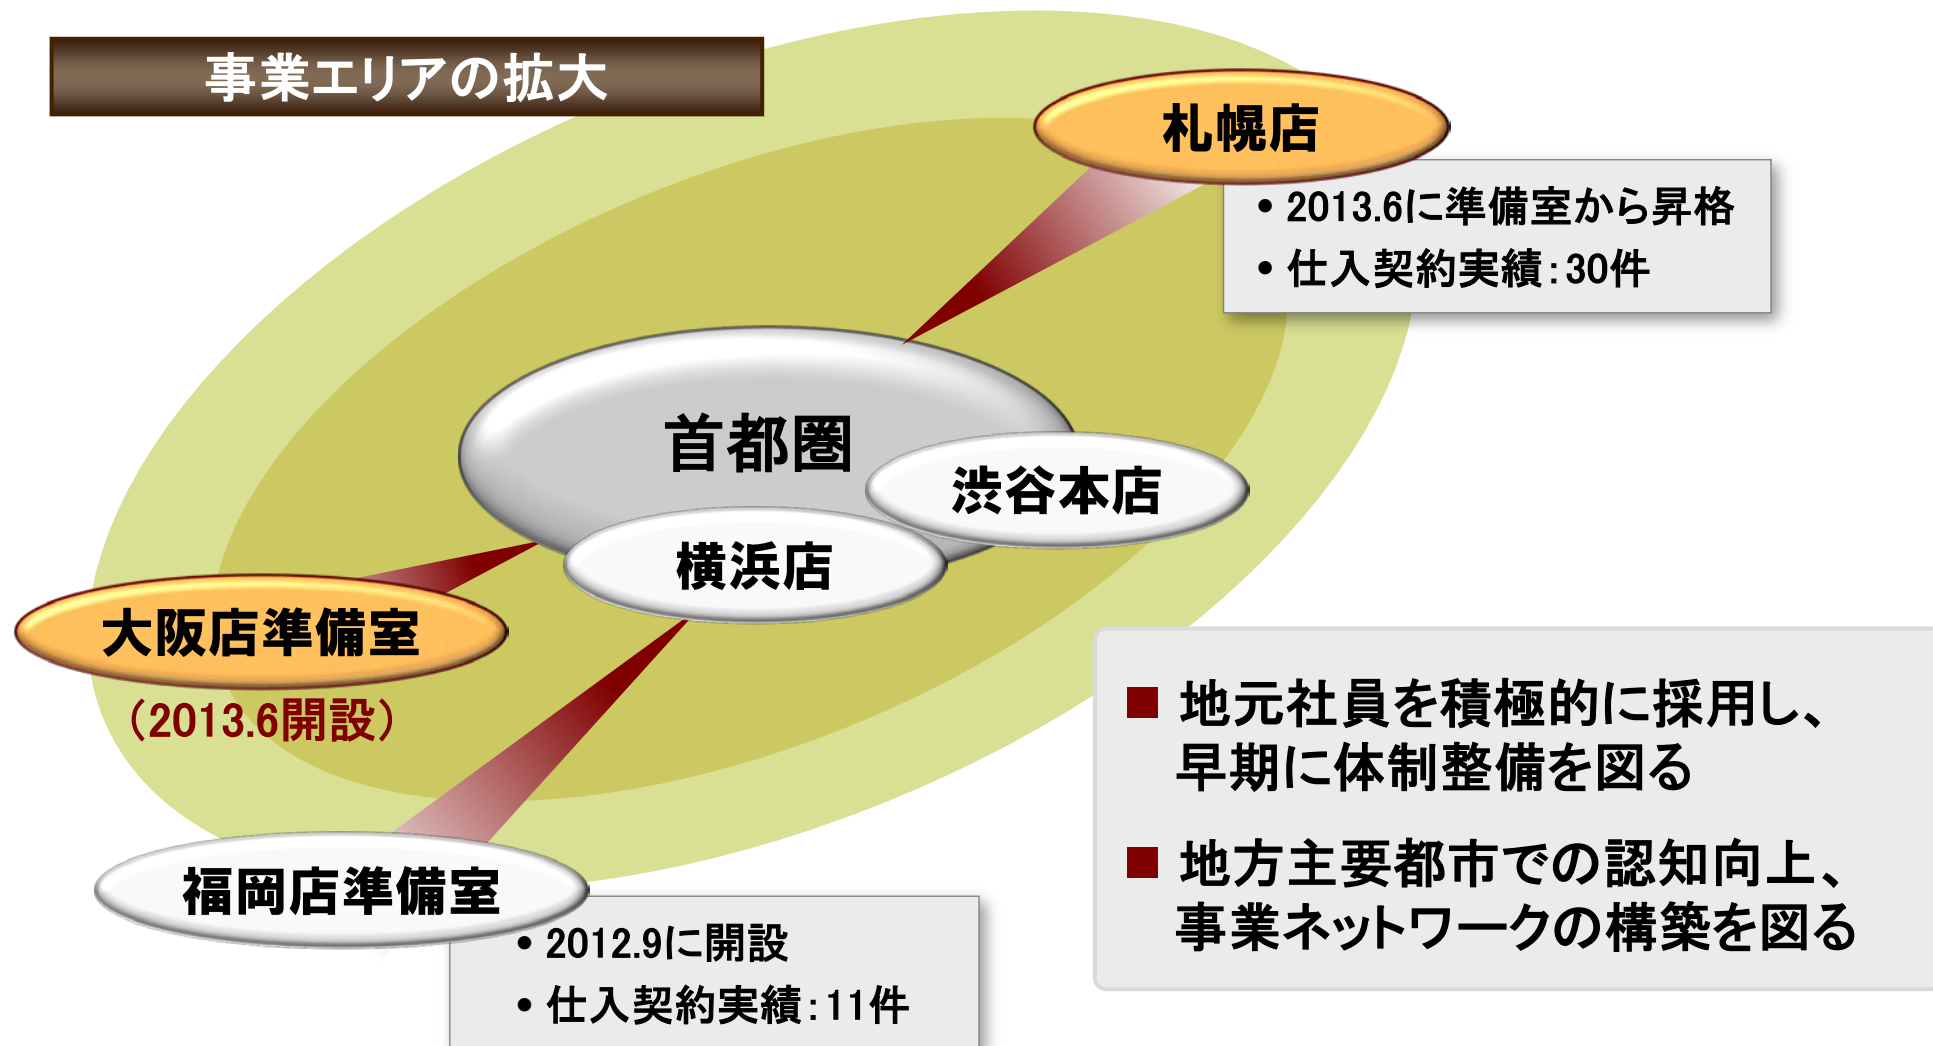 事業エリアの拡大
札幌店
• 2013.6に準備室から昇格
• 仕入契約実績：30件
首都圏
渋谷本店
横浜店
大阪店準備室
（2013.6開設）
福岡店準備室
• 2012.9に開設
• 仕入契約実績：11件
■ 地元社員を積極的に採用し、
早期に体制整備を図る
■ 地方主要都市での認知向上、
事業ネットワークの構築を図る